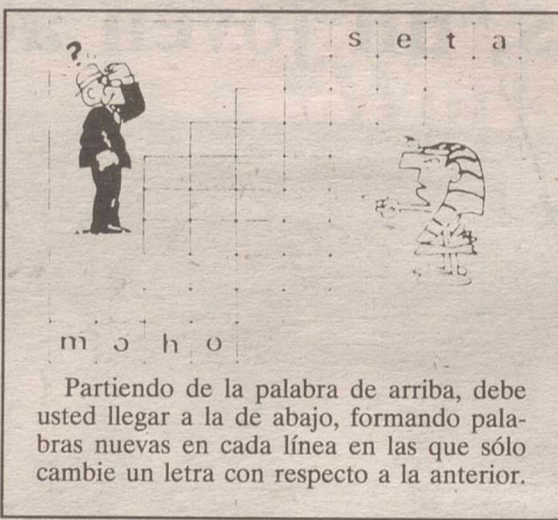 ?
s e t a
m o h o
Partiendo de la palabra de arriba, debe
usted llegar a la de abajo, formando pala-
bras nuevas en cada línea en las que sólo
cambie un letra con respecto a la anterior.